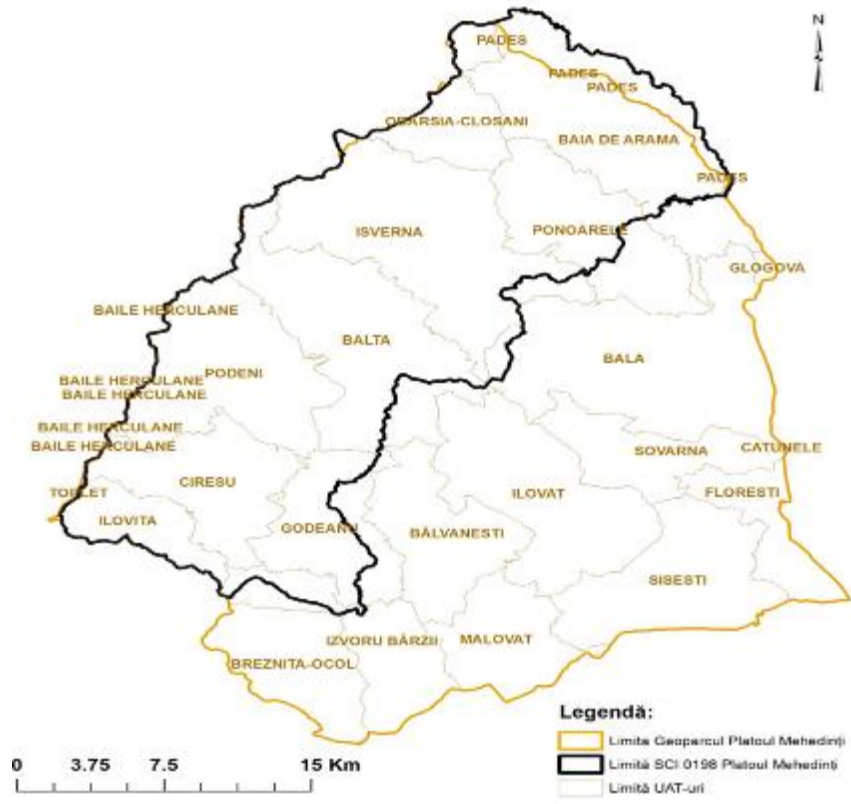 N
PADES
PADES
PADES
OBARSIA-CLOSANI
BAIA DE ARAMA
PADES
ISVERNA
PONOARELE
GLOGOVA
BAILE HERCULANE
BALTA
BALA
PODENI
BAILE HERCULANE
BAILE HERCULANE
BAILE HERCULANE
BAILE HERCULANE
SOVARNA
CATUNELE
CIRESU
TOPLET
ILOVAT
FLORESTI
ILOVITA
GODEANU
BÂLVANESTI
SISESTI
IZVORU BÂRZII
MALOVAT
BREZNITA-OCOL
Legendă:
Limita Geoparcul Platoul Mehedinți
Limită SCI 0198 Platoul Mehedinți
Limită UAT-uri
0 3.75 7.5 15 Km